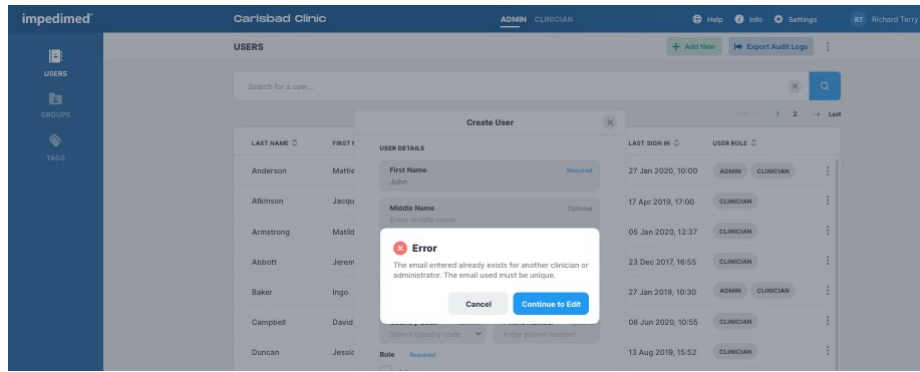 impedimed
Carlsbad Clinic
ADMIN CLINICIAN
Help Info Settings
RT Richard Terry
USERS
GROUPS
TAGS
USERS
Add New
Export Audit Logs
Search for a user...
1 2 Last
Create User
LAST NAME FIRST LAST SIGN IN USER ROLE
USER DETAILS
First Name Required
John
Middle Name Optional
Enter middle name
Anderson Mattie 27 Jan 2020, 10:00 ADMIN CLINICIAN
Atkinson Jacqu 17 Apr 2019, 17:00 CLINICIAN
Armstrong Matild 05 Jan 2020, 12:37 CLINICIAN
Abbott Jerem 23 Dec 2017, 16:55 CLINICIAN
Baker Ingo 27 Jan 2019, 10:30 ADMIN CLINICIAN
Campbell David 08 Jun 2020, 10:55 CLINICIAN
Duncan Jessic 13 Aug 2019, 15:52 CLINICIAN
Error
The email entered already exists for another clinician or
administrator. The email used must be unique.
Cancel Continue to Edit
Select country code Enter phone number
Role Required